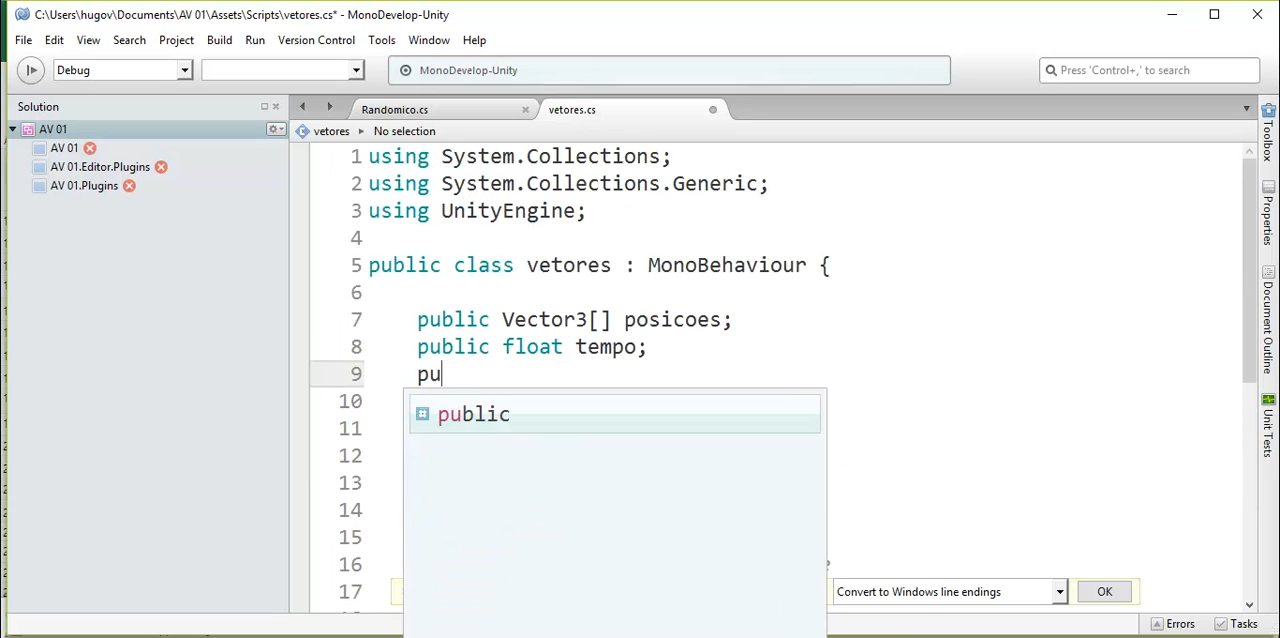 C:\Users\hugov\Documents\AV 01\Assets\Scripts\vetores.cs* - MonoDevelop-Unity
File Edit View Search Project Build Run Version Control Tools Window Help
Debug
MonoDevelop-Unity
Press 'Control+,' to search
Solution
Randomico.cs
vetores.cs
AV 01
vetores
No selection
AV 01
AV 01.Editor.Plugins
AV 01.Plugins
1 using System.Collections;
2 using System.Collections.Generic;
3 using UnityEngine;
4
5 public class vetores : MonoBehaviour {
6
7 public Vector3[] posicoes;
8 public float tempo;
9 pu
10
public
11
12
13
14
15
16
17
Convert to Windows line endings
OK
Toolbox
Properties
Document Outline
Unit Tests
Errors
Tasks